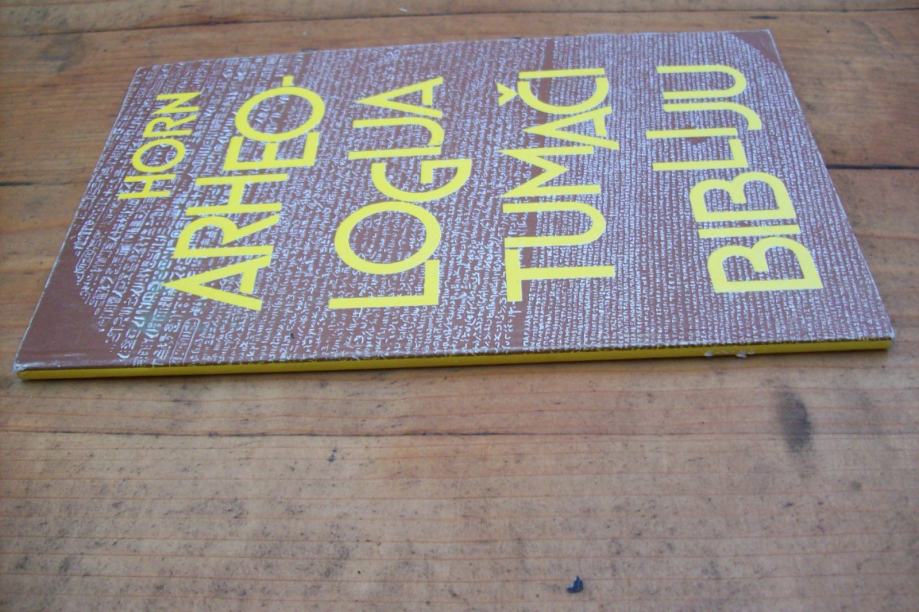 HORN
ARHEO-
LOGIJA
TUMAČI
BIBLIJU